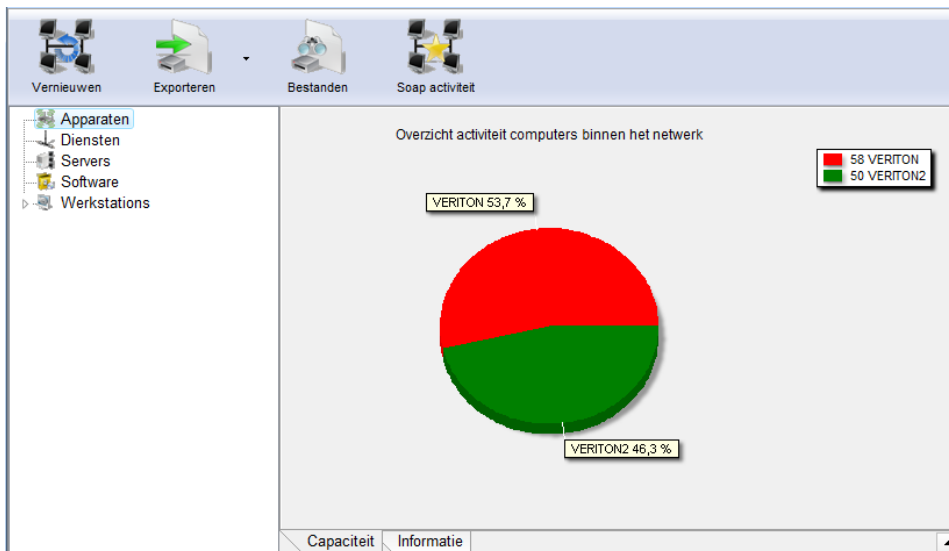 Vernieuwen
Exporteren
Bestanden
Soap activiteit
Apparaten
Diensten
Servers
Software
Werkstations
Overzicht activiteit computers binnen het netwerk
58 VERITON
50 VERITON2
VERITON 53,7 %
VERITON2 46,3 %
Capaciteit
Informatie